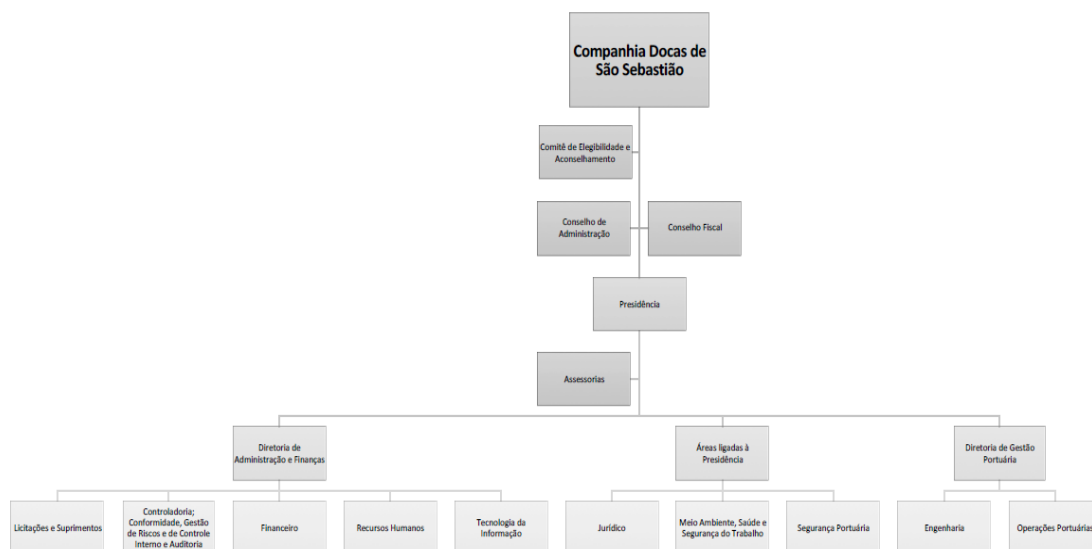 Companhia Docas de
São Sebastião
Comitê de Elegibilidade e
Aconselhamento
Conselho de
Administração
Conselho Fiscal
Presidência
Assessorias
Diretoria de
Administração e Finanças
Áreas ligadas à
Presidência
Diretoria de Gestão
Portuária
Licitações e Suprimentos
Controladoria;
Conformidade, Gestão
de Riscos e de Controle
Interno e Auditoria
Financeiro
Recursos Humanos
Tecnologia da
Informação
Jurídico
Meio Ambiente, Saúde e
Segurança do Trabalho
Segurança Portuária
Engenharia
Operações Portuárias